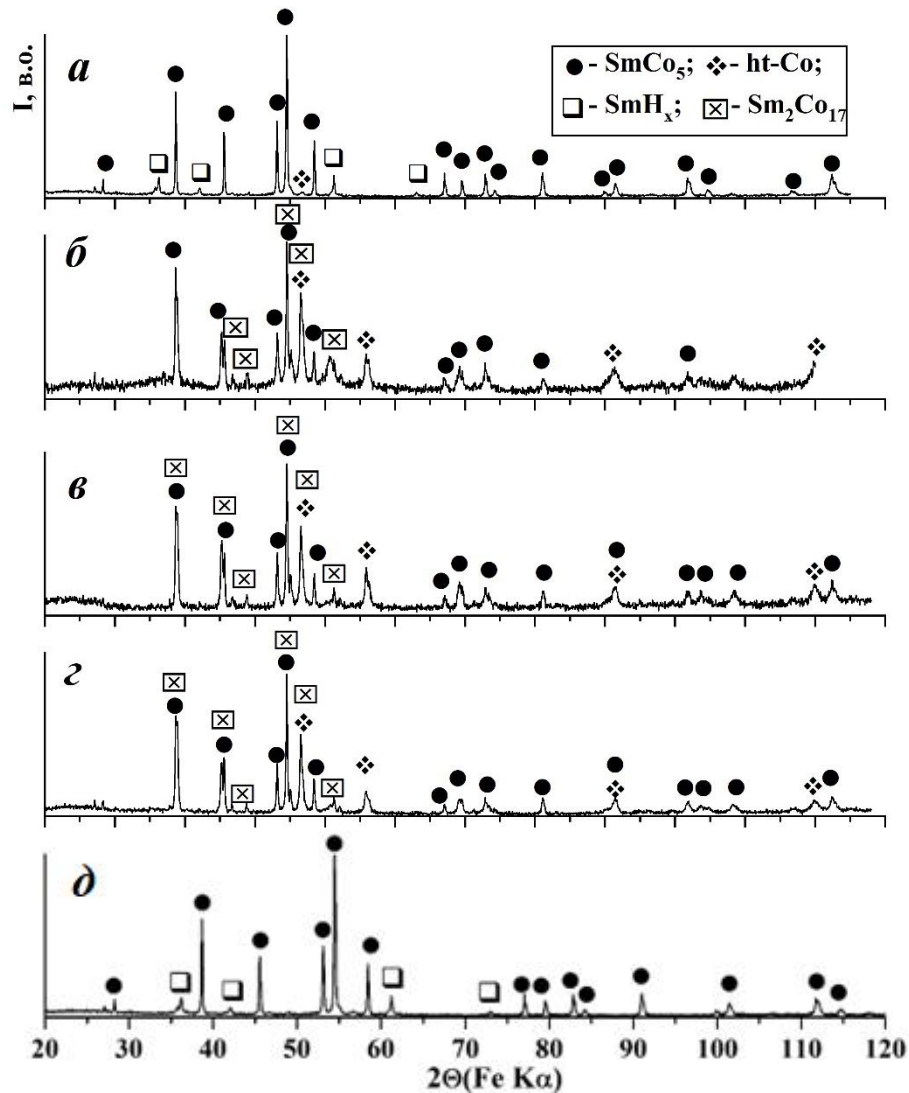 I, в.о.
а
- SmCo5; - ht-Co;
- SmHx; - Sm2Co17
б
в
г
д
20 30 40 50 60 70 80 90 100 110 120
2Θ(Fe Kα)